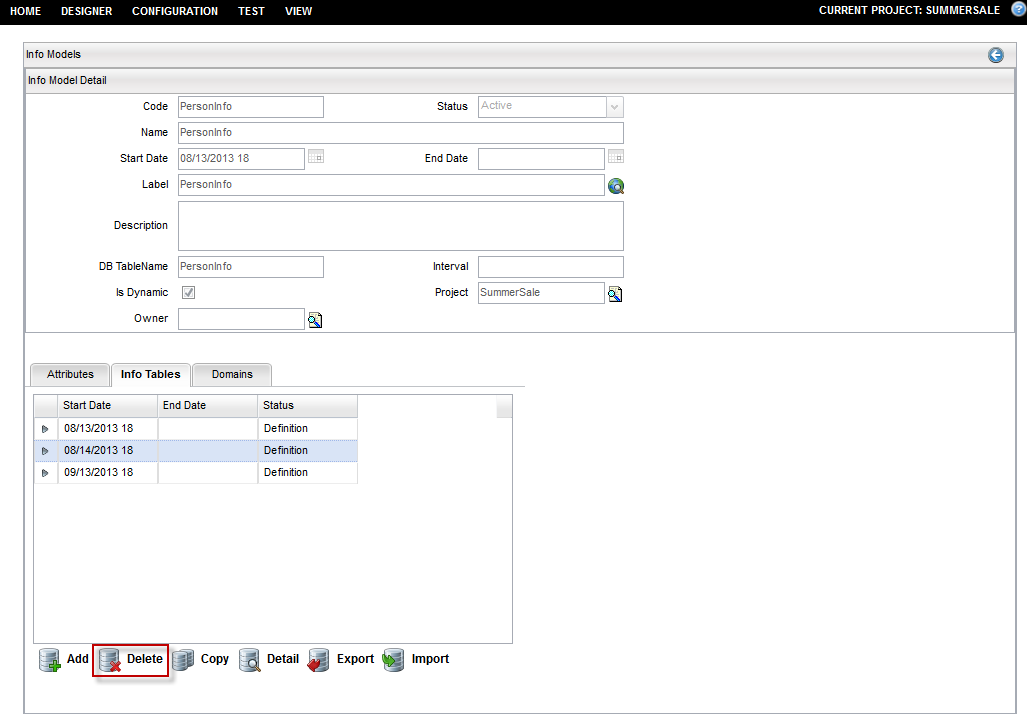 HOME DESIGNER CONFIGURATION TEST VIEW CURRENT PROJECT: SUMMERSALE ?
Info Models
Info Model Detail
Code PersonInfo Status Active
Name PersonInfo
Start Date 08/13/2013 18 End Date
Label PersonInfo
Description
DB TableName PersonInfo Interval
Is Dynamic Project SummerSale
Owner
Attributes Info Tables Domains
Start Date End Date Status
08/13/2013 18 Definition
08/14/2013 18 Definition
09/13/2013 18 Definition
Add Delete Copy Detail Export Import